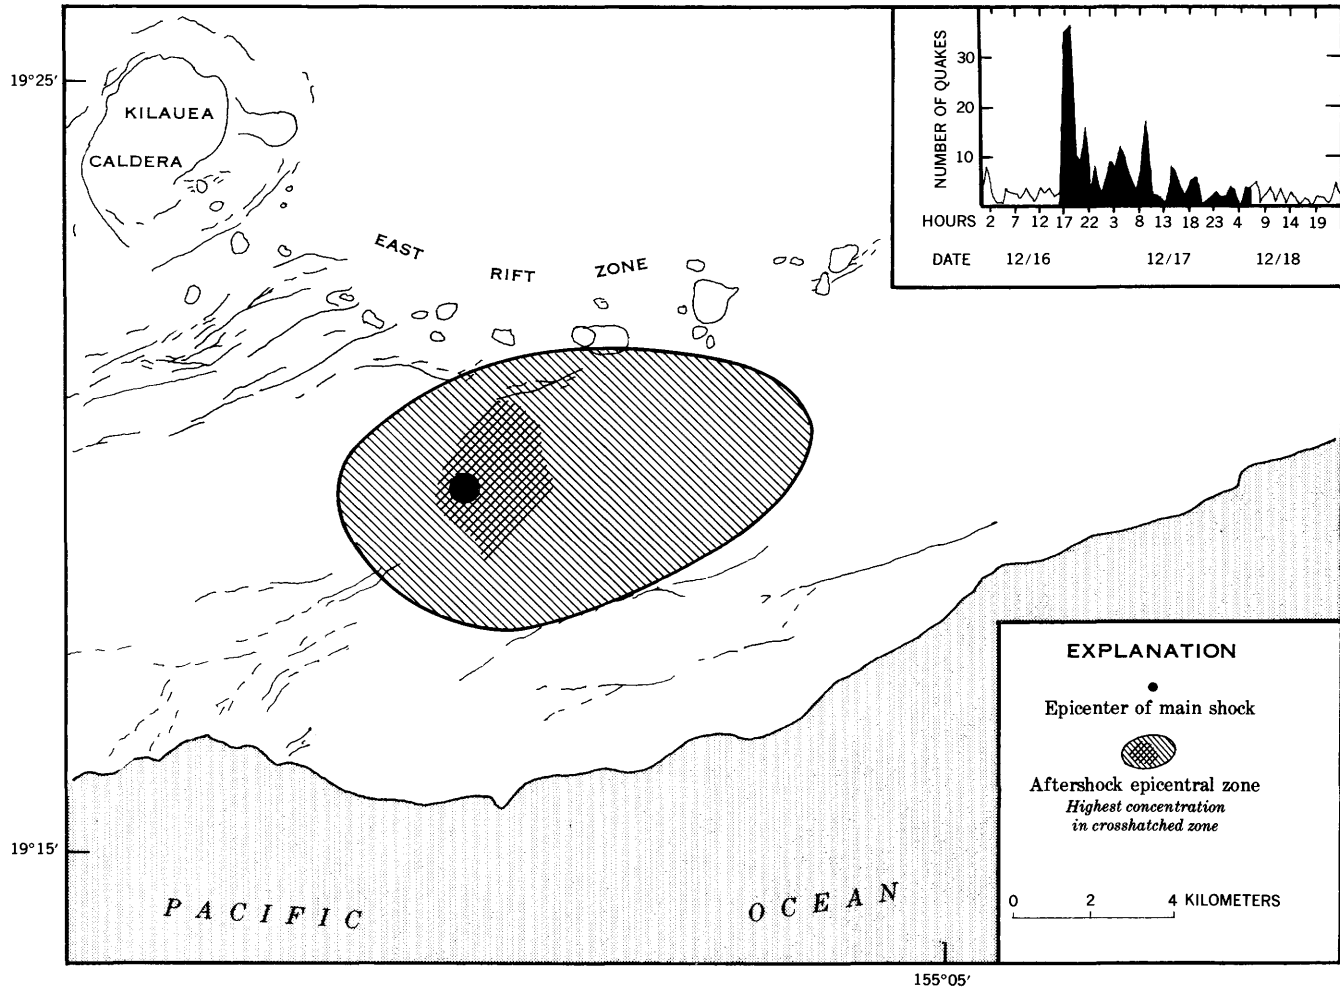 19°25′
KILAUEA
CALDERA
EAST RIFT ZONE
NUMBER OF QUAKES
30
20
10
HOURS 2 7 12 17 22 3 8 13 18 23 4 9 14 19
DATE 12/16 12/17 12/18
EXPLANATION
Epicenter of main shock
Aftershock epicentral zone
Highest concentration
in crosshatched zone
0 2 4 KILOMETERS
19°15′
PACIFIC OCEAN
155°05′